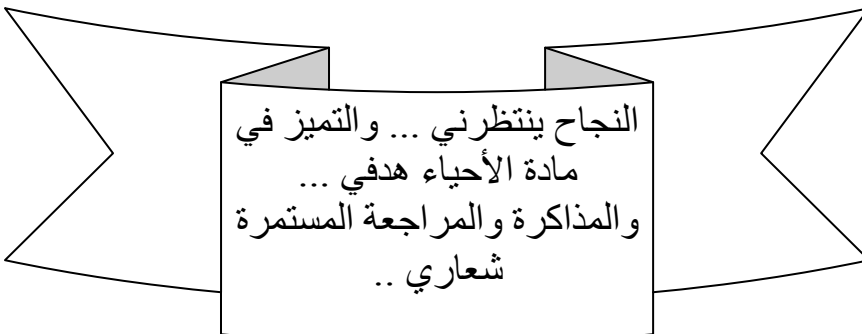 النجاح ينتظرني ... والتميز في
مادة الأحياء هدفي ...
والمذاكرة والمراجعة المستمرة
شعاري ..